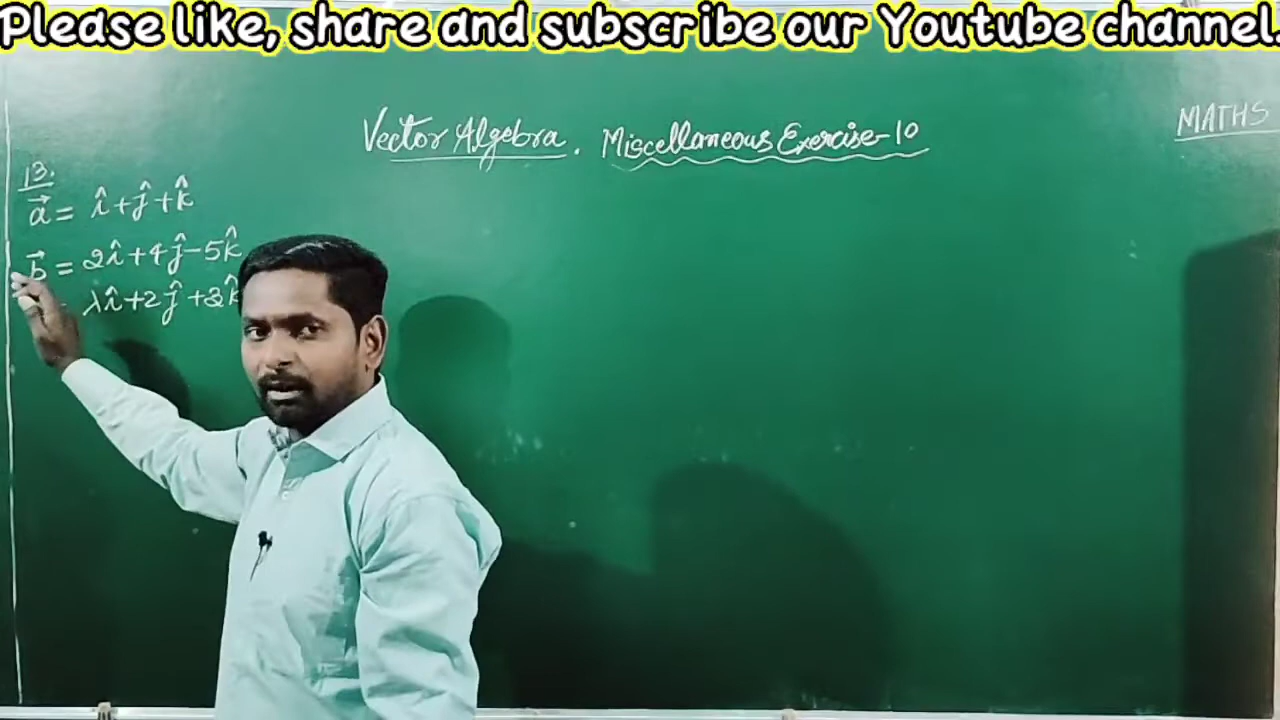 Please like, share and subscribe our Youtube channel.
MATHS
Vector Algebra. Miscellaneous Exercise-10
13.
a⃗ = î+ĵ+k̂
b⃗ = 2î+4ĵ-5k̂
λî+2ĵ+3k̂